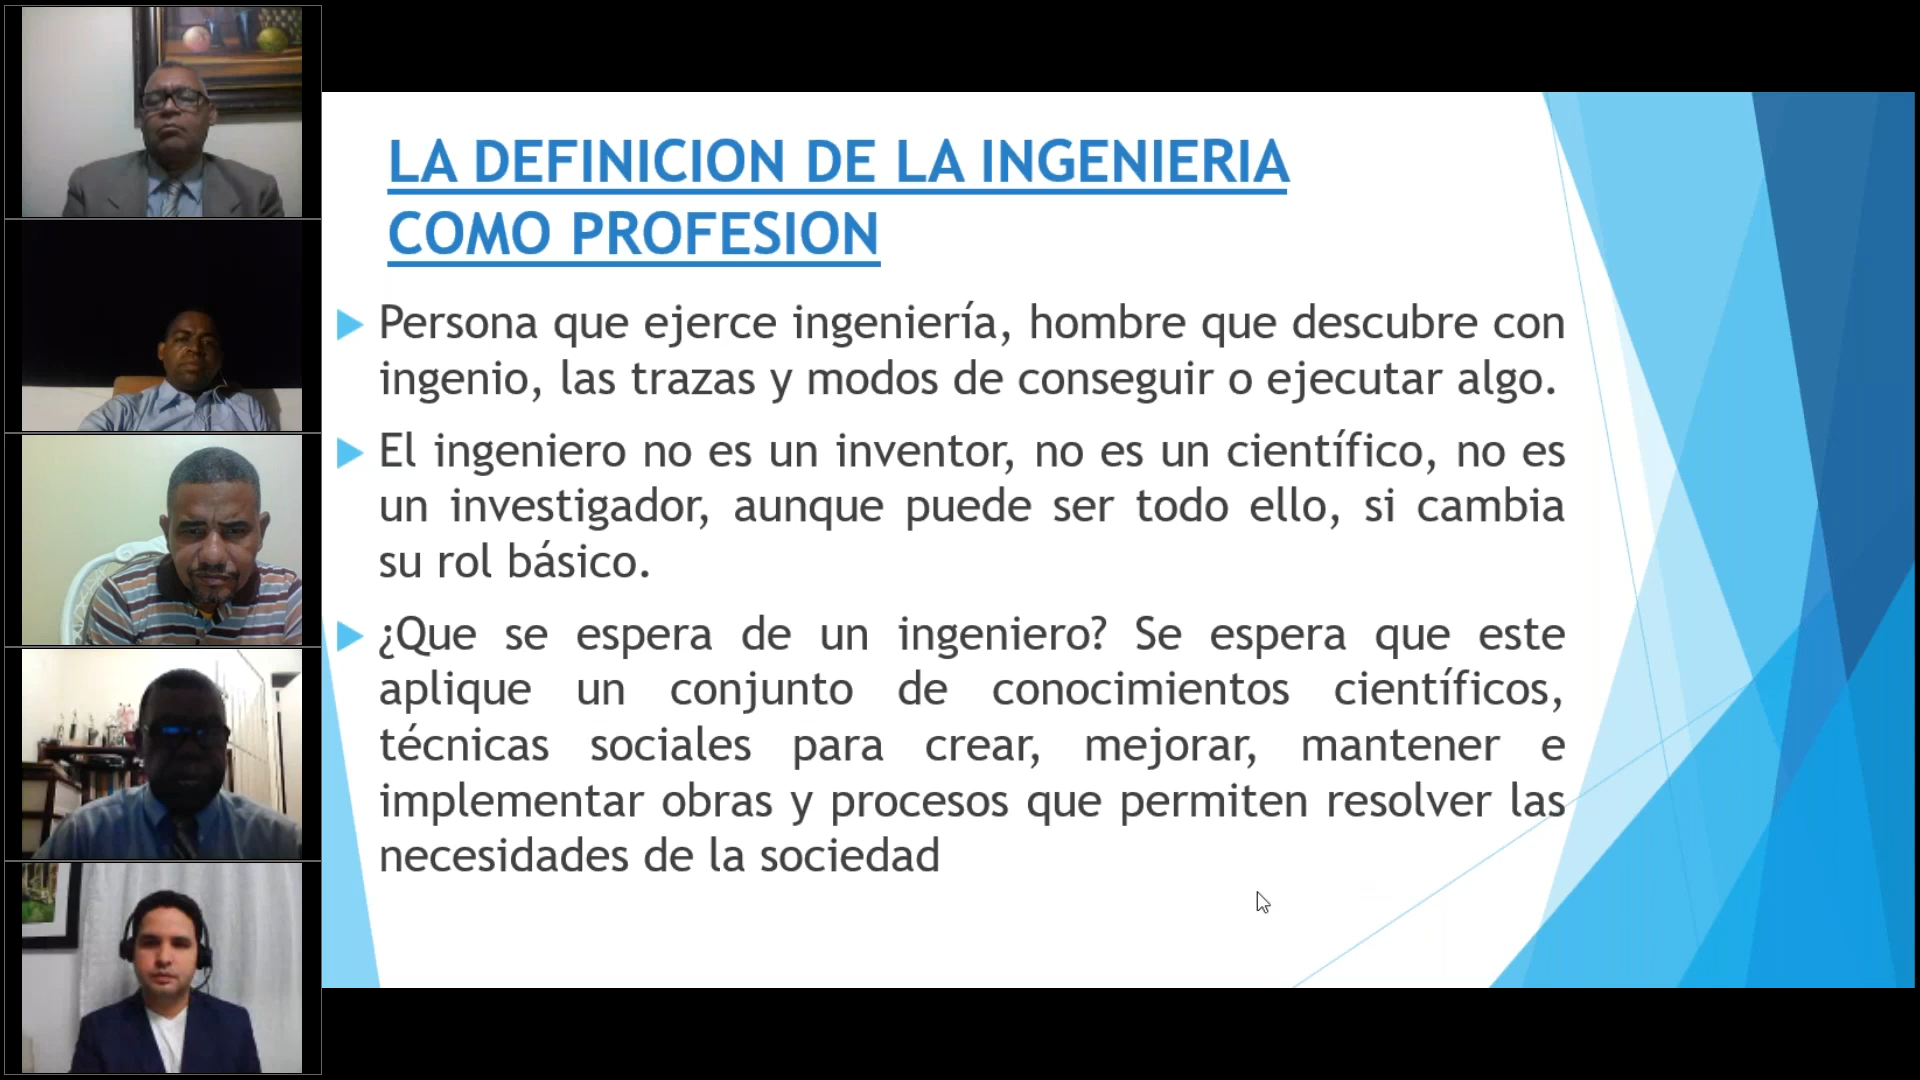 LA DEFINICION DE LA INGENIERIA
COMO PROFESION
Persona que ejerce ingeniería, hombre que descubre con
ingenio, las trazas y modos de conseguir o ejecutar algo.
El ingeniero no es un inventor, no es un científico, no es
un investigador, aunque puede ser todo ello, si cambia
su rol básico.
¿Que se espera de un ingeniero? Se espera que este
aplique un conjunto de conocimientos científicos,
técnicas sociales para crear, mejorar, mantener e
implementar obras y procesos que permiten resolver las
necesidades de la sociedad